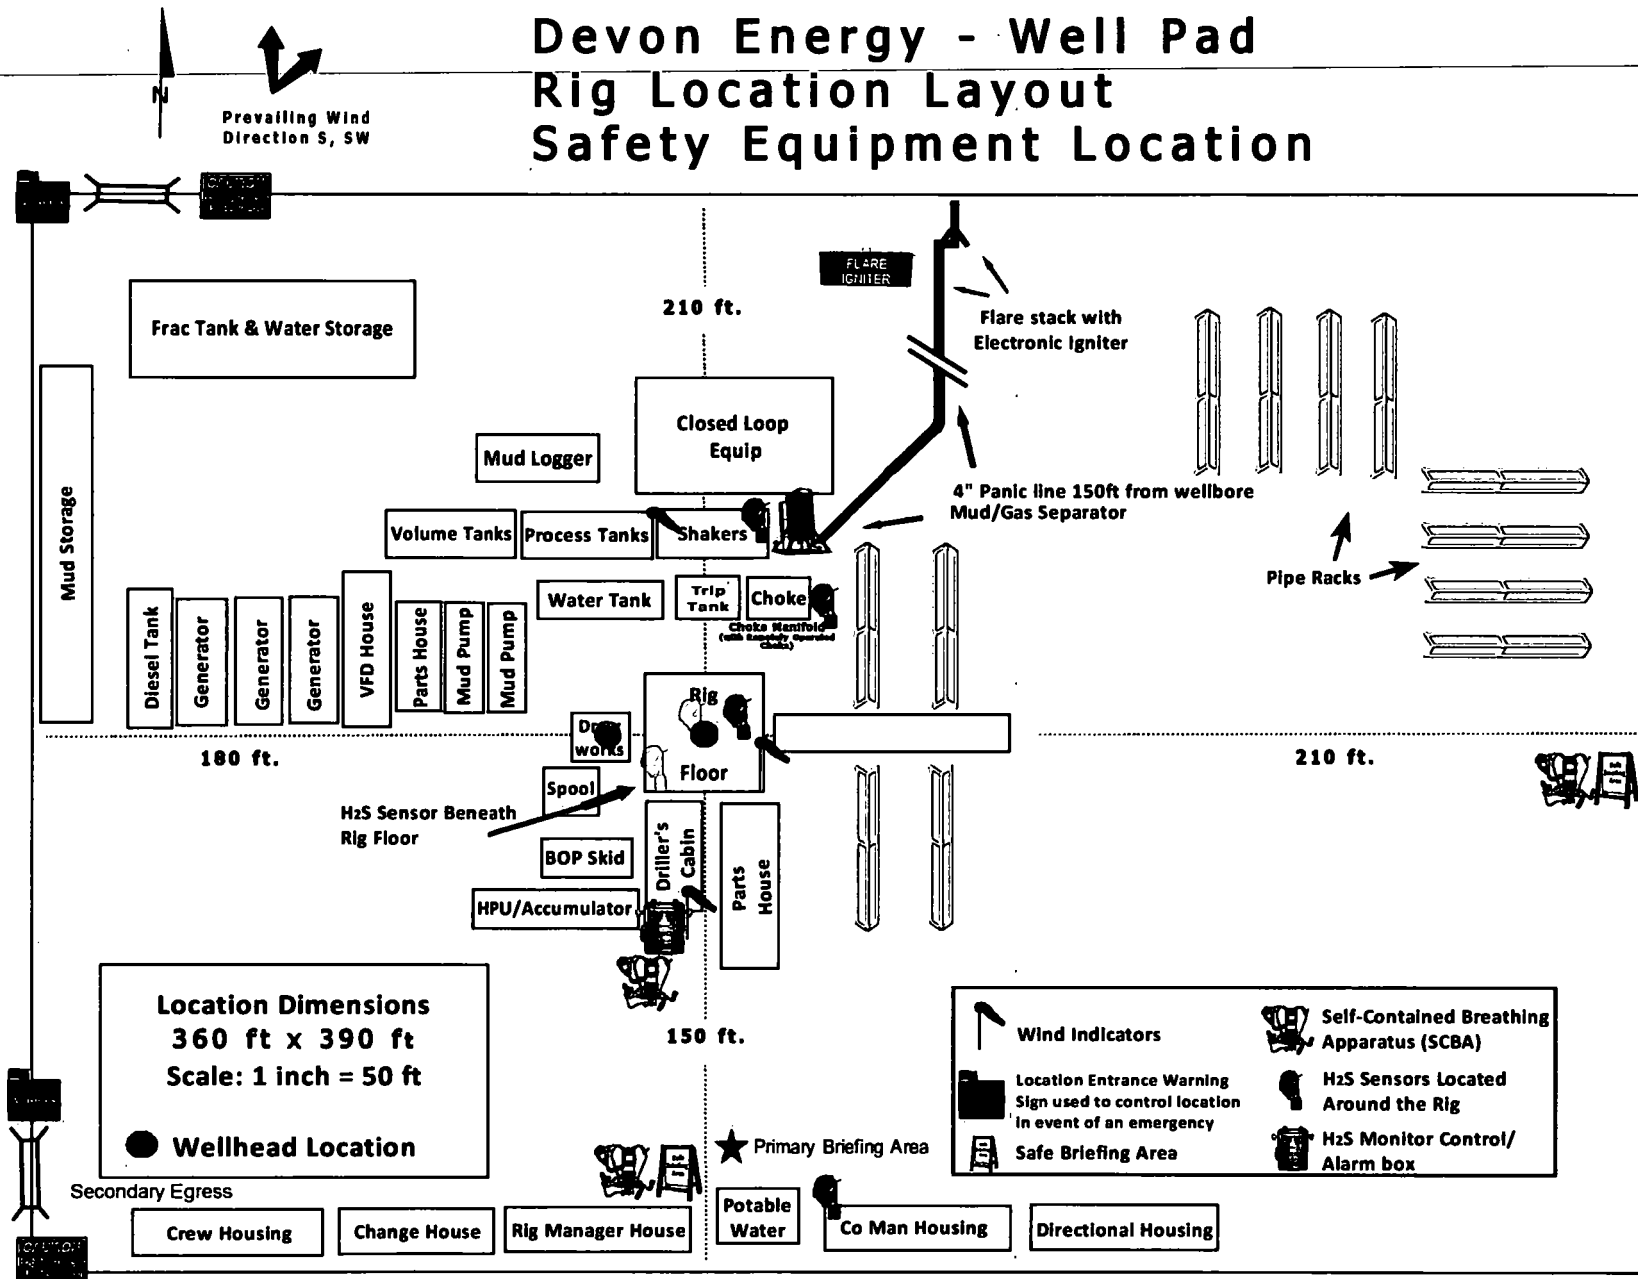 Devon Energy - Well Pad
Rig Location Layout
Safety Equipment Location
N
Prevailing Wind
Direction S, SW
FLARE
IGNITER
210 ft.
Flare stack with
Electronic Igniter
Frac Tank & Water Storage
Closed Loop
Equip
Mud Logger
4" Panic line 150ft from wellbore
Mud/Gas Separator
Mud Storage
Volume Tanks
Process Tanks
Shakers
Pipe Racks
Water Tank
Trip
Tank
Choke
Choke Manifold
(with Remotely Operated
Choke)
Diesel Tank
Generator
Generator
Generator
VFD House
Parts House
Mud Pump
Mud Pump
Rig
Floor
Draw
works
180 ft.
210 ft.
Spool
H2S Sensor Beneath
Rig Floor
BOP Skid
Driller's
Cabin
Parts
House
HPU/Accumulator
Location Dimensions
360 ft x 390 ft
Scale: 1 inch = 50 ft
Wellhead Location
150 ft.
Wind Indicators
Location Entrance Warning
Sign used to control location
in event of an emergency
Safe Briefing Area
Self-Contained Breathing
Apparatus (SCBA)
H2S Sensors Located
Around the Rig
H2S Monitor Control/
Alarm box
Primary Briefing Area
Secondary Egress
Crew Housing
Change House
Rig Manager House
Potable
Water
Co Man Housing
Directional Housing